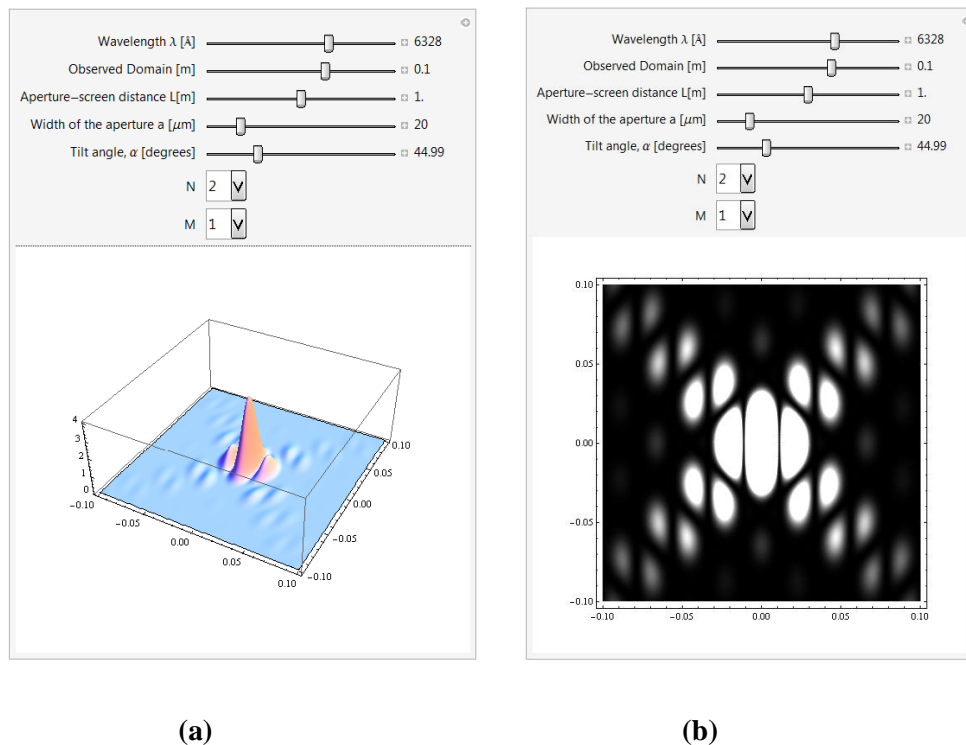 Wavelength λ [Å] 6328
Observed Domain [m] 0.1
Aperture–screen distance L[m] 1.
Width of the aperture a [μm] 20
Tilt angle, α [degrees] 44.99
N 2
M 1
4
3
2
1
0
-0.10
-0.05
0.00
0.05
0.10
-0.10
-0.05
0.00
0.05
0.10
(a)
Wavelength λ [Å] 6328
Observed Domain [m] 0.1
Aperture–screen distance L[m] 1.
Width of the aperture a [μm] 20
Tilt angle, α [degrees] 44.99
N 2
M 1
0.10
0.05
0.00
-0.05
-0.10
-0.10 -0.05 0.00 0.05 0.10
(b)